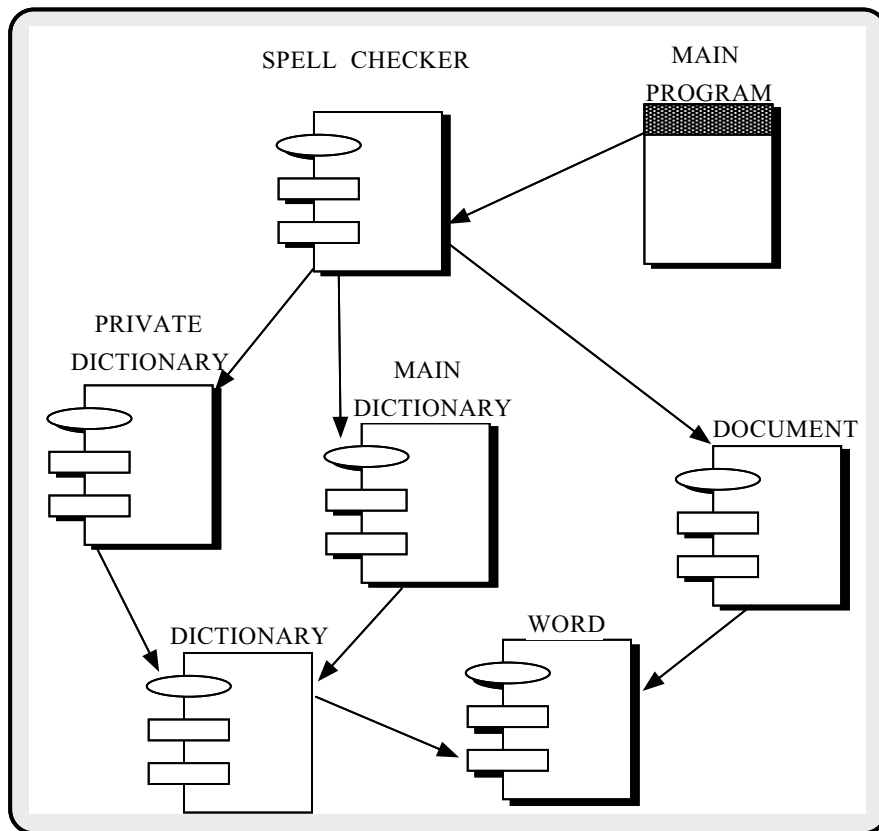 SPELL CHECKER
MAIN
PROGRAM
PRIVATE
DICTIONARY
MAIN
DICTIONARY
DOCUMENT
DICTIONARY
WORD